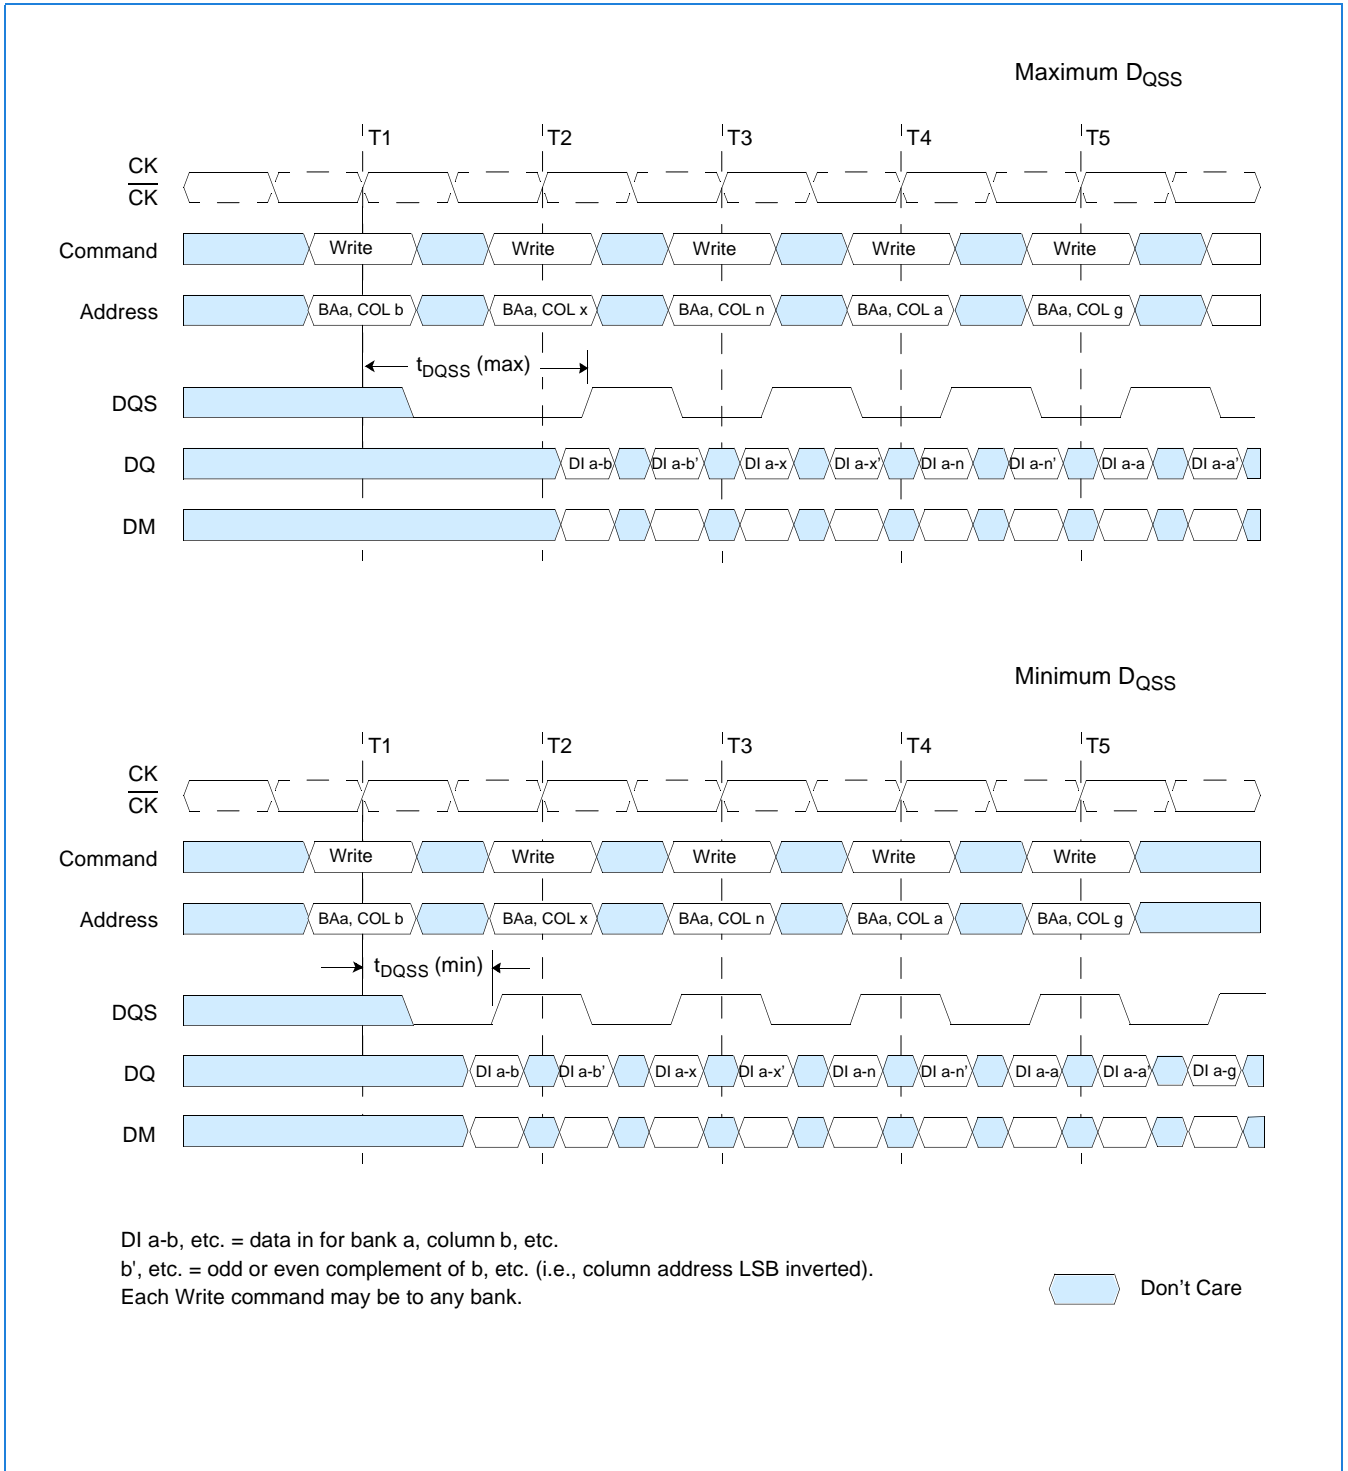 Maximum DQSS
T1 T2 T3 T4 T5
CK
CK
Command Write Write Write Write Write
Address BAa, COL b BAa, COL x BAa, COL n BAa, COL a BAa, COL g
tDQSS (max)
DQS
DQ DI a-b DI a-b’ DI a-x DI a-x’ DI a-n DI a-n’ DI a-a DI a-a’
DM
Minimum DQSS
T1 T2 T3 T4 T5
CK
CK
Command Write Write Write Write Write
Address BAa, COL b BAa, COL x BAa, COL n BAa, COL a BAa, COL g
tDQSS (min)
DQS
DQ DI a-b DI a-b’ DI a-x DI a-x’ DI a-n DI a-n’ DI a-a DI a-a’ DI a-g
DM
DI a-b, etc. = data in for bank a, column b, etc.
b', etc. = odd or even complement of b, etc. (i.e., column address LSB inverted).
Each Write command may be to any bank.
Don't Care